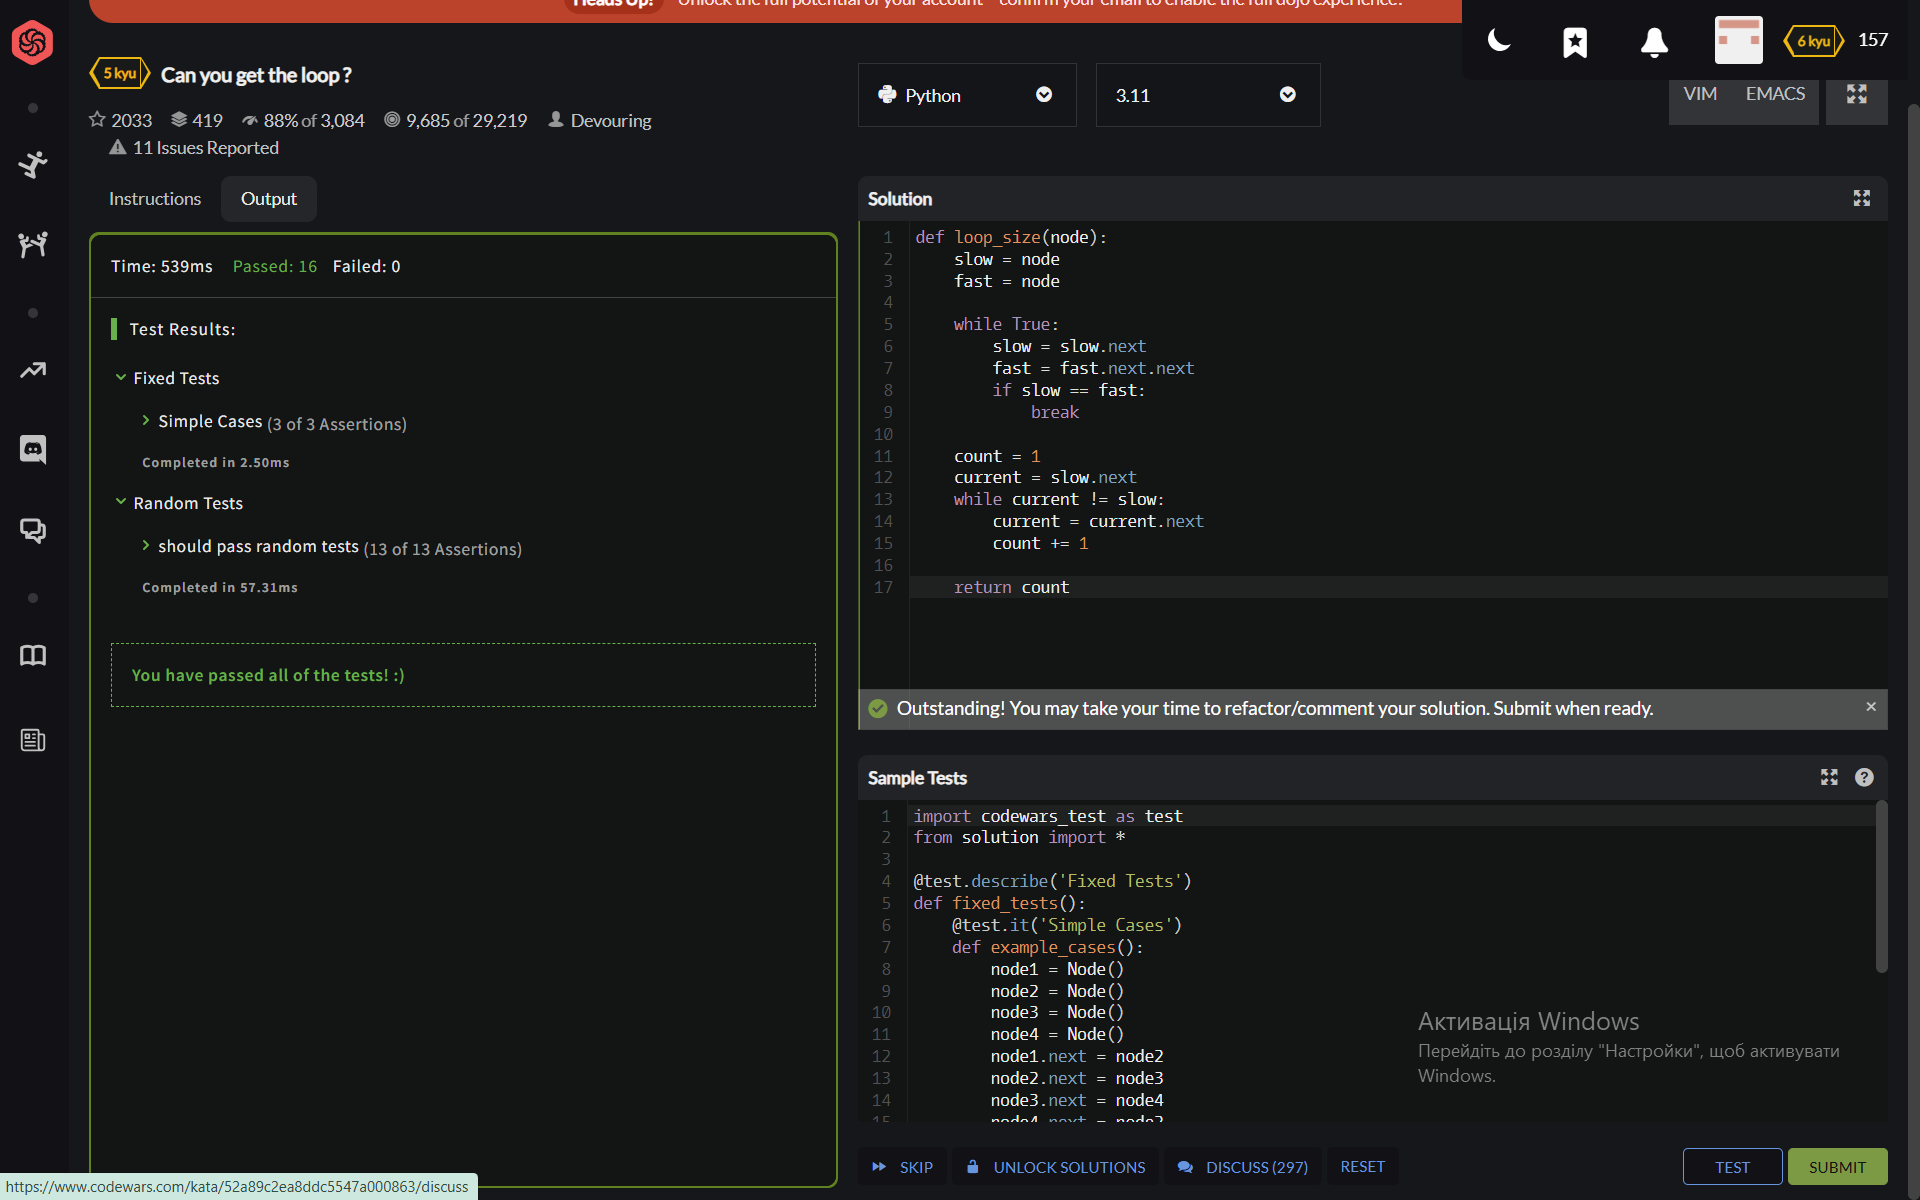 Heads Up! Unlock the full potential of your account - confirm your email to enable the full dojo experience!
6 kyu 157
5 kyu Can you get the loop ?
2033 419 88% of 3,084 9,685 of 29,219 Devouring
11 Issues Reported
Python
3.11
VIM EMACS
Instructions
Output
Time: 539ms Passed: 16 Failed: 0
Test Results:
Fixed Tests
Simple Cases (3 of 3 Assertions)
Completed in 2.50ms
Random Tests
should pass random tests (13 of 13 Assertions)
Completed in 57.31ms
You have passed all of the tests! :)
Solution
1 def loop_size(node):
2 slow = node
3 fast = node
4
5 while True:
6 slow = slow.next
7 fast = fast.next.next
8 if slow == fast:
9 break
10
11 count = 1
12 current = slow.next
13 while current != slow:
14 current = current.next
15 count += 1
16
17 return count
Outstanding! You may take your time to refactor/comment your solution. Submit when ready.
Sample Tests
1 import codewars_test as test
2 from solution import *
3
4 @test.describe('Fixed Tests')
5 def fixed_tests():
6 @test.it('Simple Cases')
7 def example_cases():
8 node1 = Node()
9 node2 = Node()
10 node3 = Node()
11 node4 = Node()
12 node1.next = node2
13 node2.next = node3
14 node3.next = node4
15 node4.next = node2
Активація Windows
Перейдіть до розділу "Настройки", щоб активувати
Windows.
SKIP UNLOCK SOLUTIONS DISCUSS (297) RESET
TEST SUBMIT
https://www.codewars.com/kata/52a89c2ea8ddc5547a000863/discuss